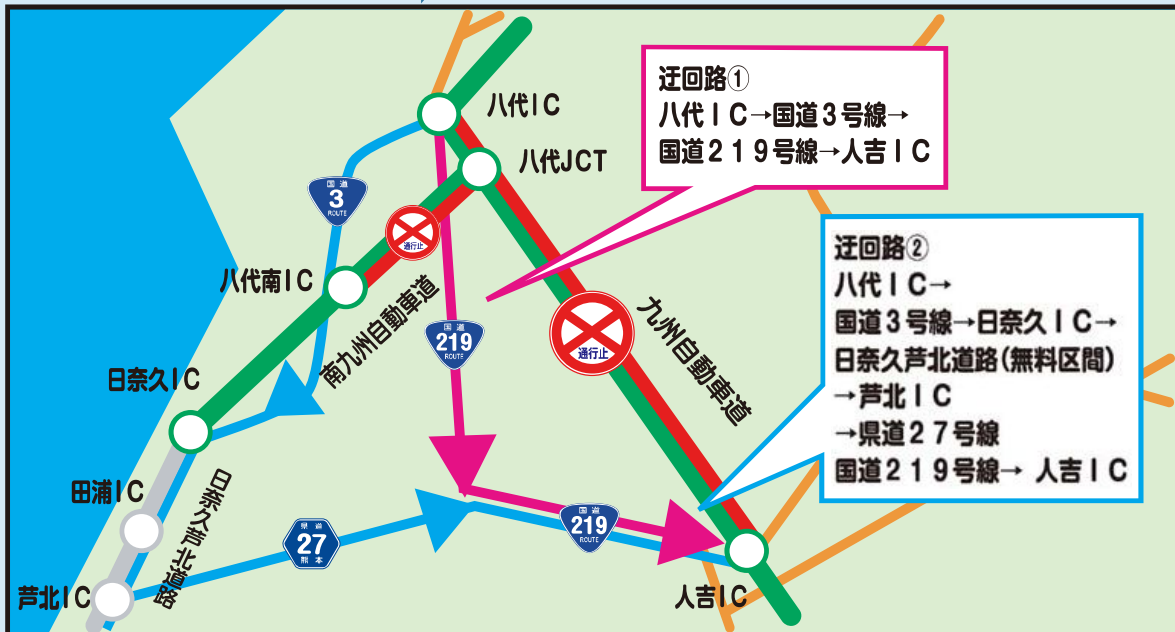 八代ＩＣ
迂回路①
八代ＩＣ→国道３号線→
国道２１９号線→人吉ＩＣ
八代JCT
国道
3
ROUTE
通行止
迂回路②
八代ＩＣ→
国道３号線→日奈久ＩＣ→
日奈久芦北道路(無料区間)
→芦北ＩＣ
→県道２７号線
国道２１９号線→ 人吉ＩＣ
八代南ＩＣ
南九州自動車道
国道
219
ROUTE
通行止
九州自動車道
日奈久ＩＣ
田浦ＩＣ
日奈久芦北道路
県道
27
熊本
国道
219
ROUTE
芦北ＩＣ
人吉ＩＣ